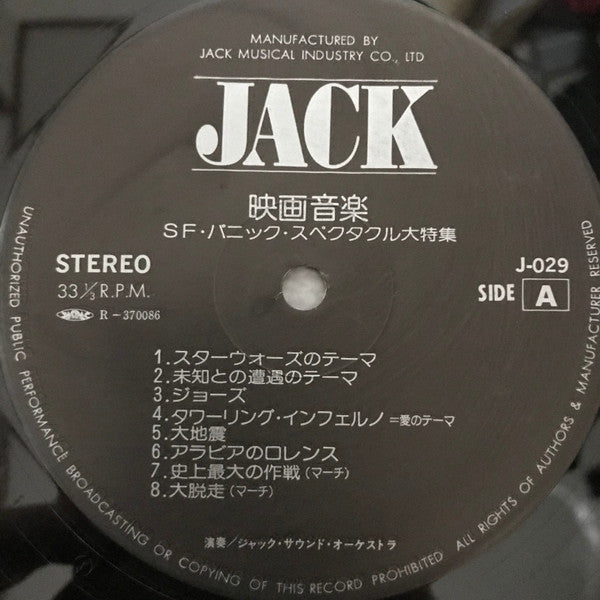 MANUFACTURED BY
JACK MUSICAL INDUSTRY CO., LTD
JACK
映画音楽
SF・パニック・スペクタクル大特集
STEREO
33 1/3 R.P.M.
R-370086
J-029
SIDE A
1.スターウォーズのテーマ
2.未知との遭遇のテーマ
3.ジョーズ
4.タワーリング・インフェルノ=愛のテーマ
5.大地震
6.アラビアのロレンス
7.史上最大の作戦(マーチ)
8.大脱走(マーチ)
演奏/ジャック・サウンド・オーケストラ
UNAUTHORIZED PUBLIC PERFORMANCE BROADCASTING OR COPYING OF THIS RECORD PROHIBITED ALL RIGHTS OF AUTHORS & MANUFACTURER RESERVED